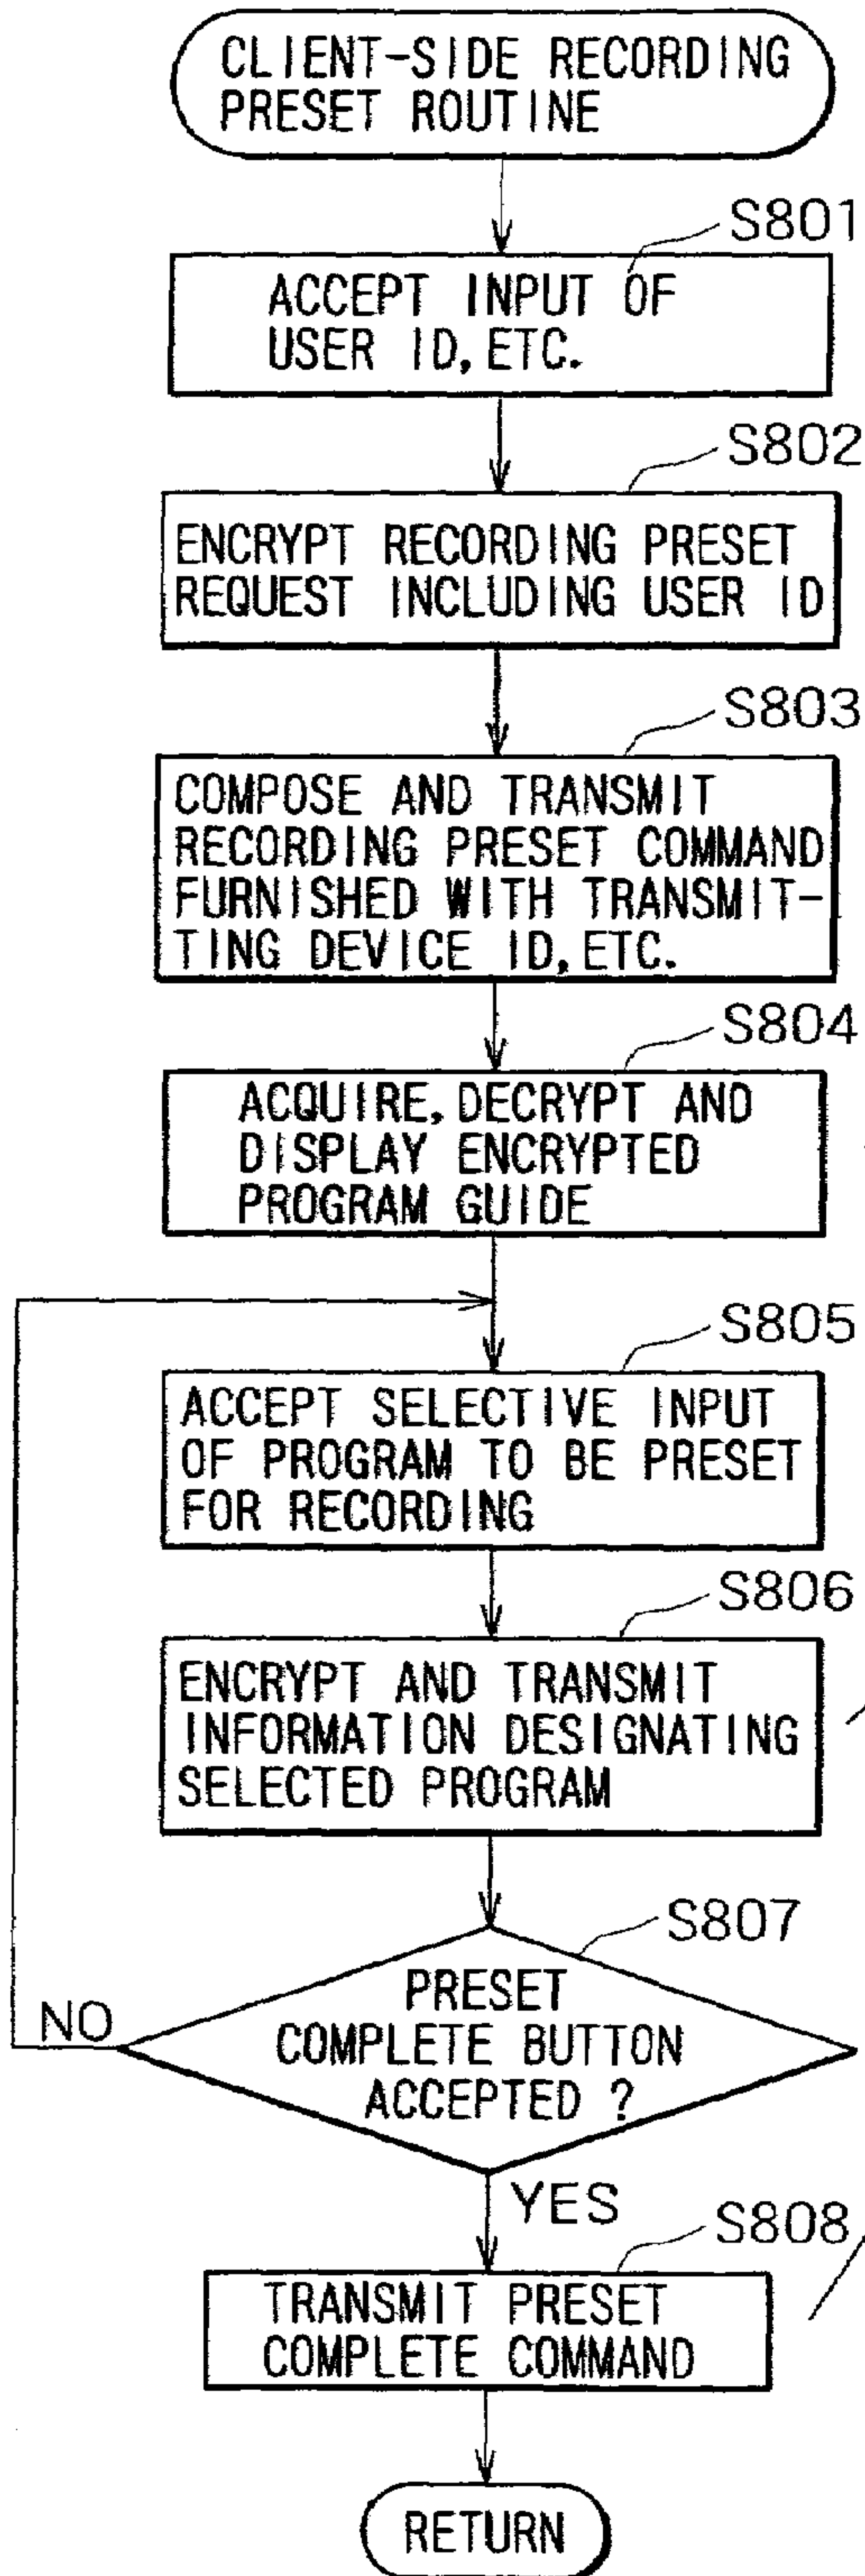 CLIENT-SIDE RECORDING
PRESET ROUTINE
S801
ACCEPT INPUT OF
USER ID, ETC.
S802
ENCRYPT RECORDING PRESET
REQUEST INCLUDING USER ID
S803
COMPOSE AND TRANSMIT
RECORDING PRESET COMMAND
FURNISHED WITH TRANSMIT-
TING DEVICE ID, ETC.
S804
ACQUIRE, DECRYPT AND
DISPLAY ENCRYPTED
PROGRAM GUIDE
S805
ACCEPT SELECTIVE INPUT
OF PROGRAM TO BE PRESET
FOR RECORDING
S806
ENCRYPT AND TRANSMIT
INFORMATION DESIGNATING
SELECTED PROGRAM
S807
PRESET
COMPLETE BUTTON
ACCEPTED ?
NO
YES
S808
TRANSMIT PRESET
COMPLETE COMMAND
RETURN